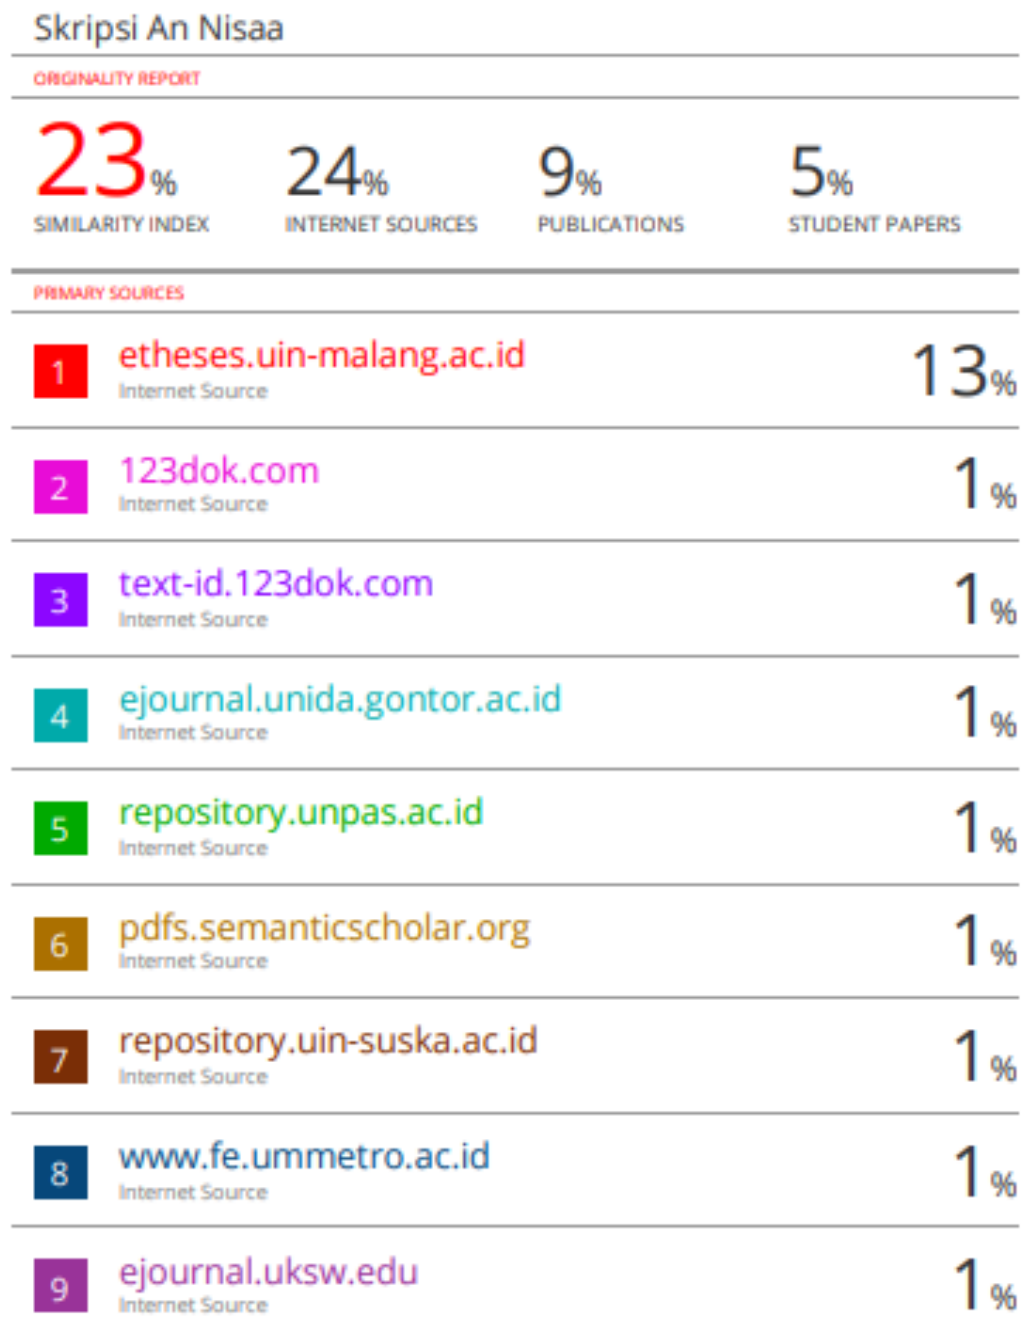 Skripsi An Nisaa
ORIGINALITY REPORT
23% 24% 9% 5%
SIMILARITY INDEX INTERNET SOURCES PUBLICATIONS STUDENT PAPERS
PRIMARY SOURCES
1 etheses.uin-malang.ac.id 13%
Internet Source
2 123dok.com 1%
Internet Source
3 text-id.123dok.com 1%
Internet Source
4 ejournal.unida.gontor.ac.id 1%
Internet Source
5 repository.unpas.ac.id 1%
Internet Source
6 pdfs.semanticscholar.org 1%
Internet Source
7 repository.uin-suska.ac.id 1%
Internet Source
8 www.fe.ummetro.ac.id 1%
Internet Source
9 ejournal.uksw.edu 1%
Internet Source